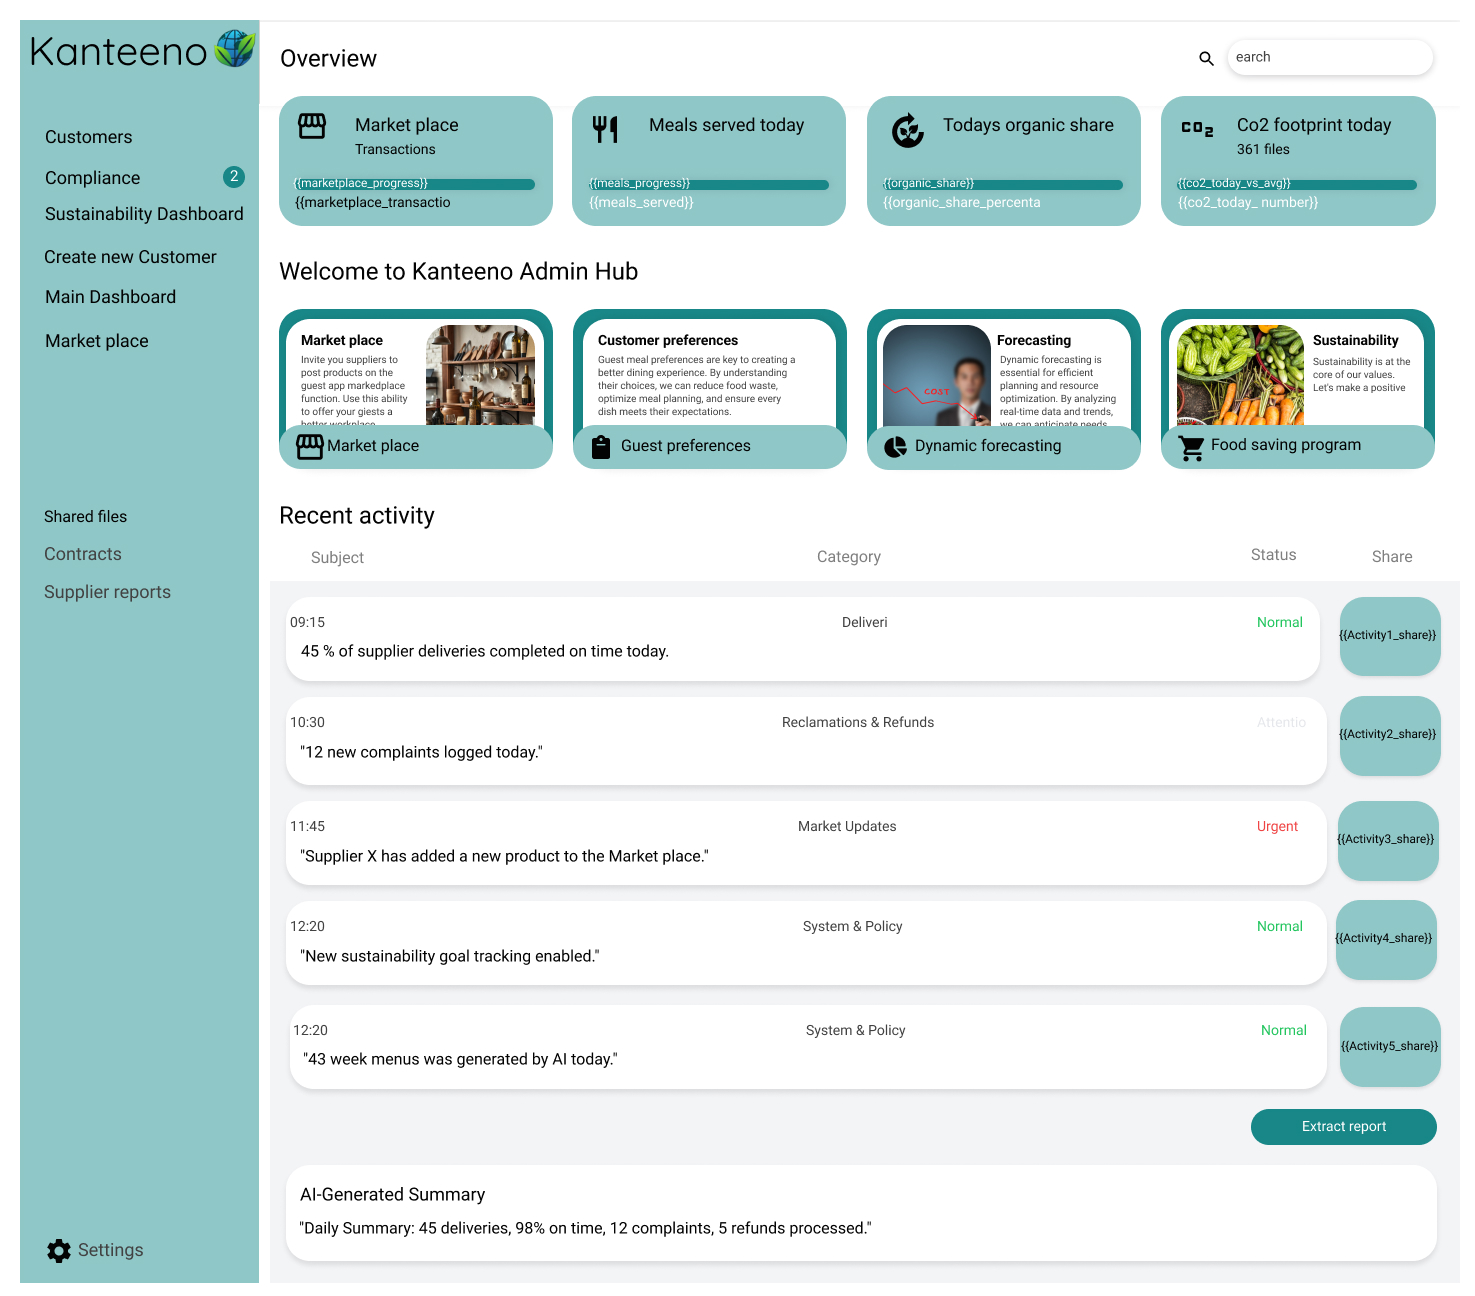 Kanteeno
Overview
earch
Customers
Compliance
2
Sustainability Dashboard
Create new Customer
Main Dashboard
Market place
Shared files
Contracts
Supplier reports
Settings
Market place
Transactions
{{marketplace_progress}}
{{marketplace_transactio
Meals served today
{{meals_progress}}
{{meals_served}}
Todays organic share
{{organic_share}}
{{organic_share_percenta
CO2
Co2 footprint today
361 files
{{co2_today_vs_avg}}
{{co2_today_ number}}
Welcome to Kanteeno Admin Hub
Market place
Invite you suppliers to
post products on the
guest app markedplace
function. Use this ability
to offer your giests a
better workplace
Market place
Customer preferences
Guest meal preferences are key to creating a
better dining experience. By understanding
their choices, we can reduce food waste,
optimize meal planning, and ensure every
dish meets their expectations.
Guest preferences
COST
Forecasting
Dynamic forecasting is
essential for efficient
planning and resource
optimization. By analyzing
real-time data and trends,
we can anticipate needs
Dynamic forecasting
Sustainability
Sustainability is at the
core of our values.
Let's make a positive
Food saving program
Recent activity
Subject
Category
Status
Share
09:15
Deliveri
Normal
45 % of supplier deliveries completed on time today.
{{Activity1_share}}
10:30
Reclamations & Refunds
Attentio
"12 new complaints logged today."
{{Activity2_share}}
11:45
Market Updates
Urgent
"Supplier X has added a new product to the Market place."
{{Activity3_share}}
12:20
System & Policy
Normal
"New sustainability goal tracking enabled."
{{Activity4_share}}
12:20
System & Policy
Normal
"43 week menus was generated by AI today."
{{Activity5_share}}
Extract report
AI-Generated Summary
"Daily Summary: 45 deliveries, 98% on time, 12 complaints, 5 refunds processed."